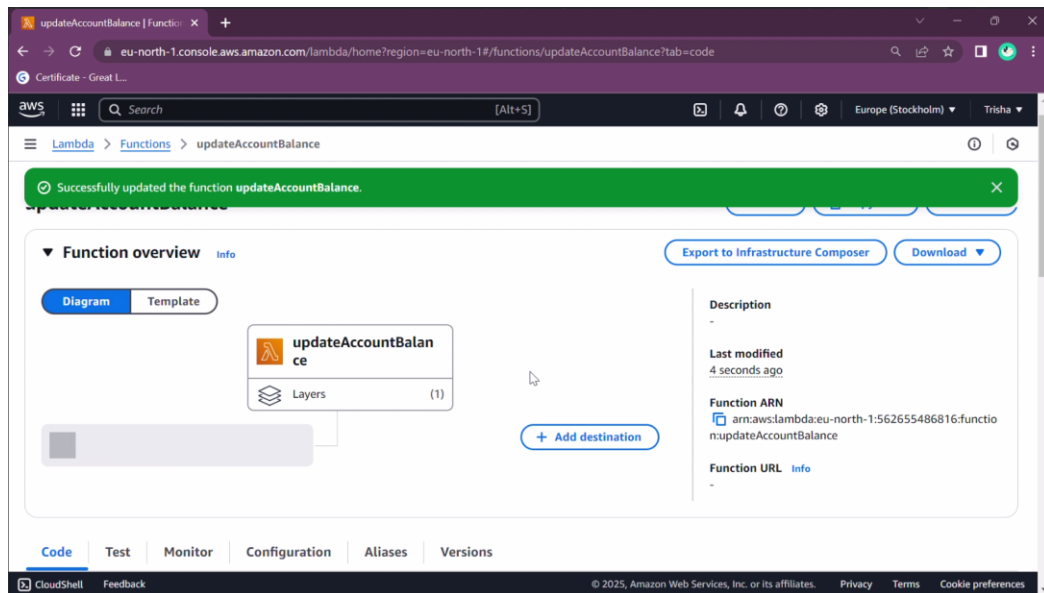 updateAccountBalance | Function
eu-north-1.console.aws.amazon.com/lambda/home?region=eu-north-1#/functions/updateAccountBalance?tab=code
Certificate - Great L...
aws
Search
[Alt+S]
Europe (Stockholm)
Trisha
Lambda > Functions > updateAccountBalance
Successfully updated the function updateAccountBalance.
updateAccountBalance
Function overview Info
Export to Infrastructure Composer
Download
Diagram
Template
updateAccountBalan
ce
Layers
(1)
+ Add destination
Description
-
Last modified
4 seconds ago
Function ARN
arn:aws:lambda:eu-north-1:562655486816:functio
n:updateAccountBalance
Function URL Info
-
Code
Test
Monitor
Configuration
Aliases
Versions
CloudShell
Feedback
© 2025, Amazon Web Services, Inc. or its affiliates.
Privacy
Terms
Cookie preferences